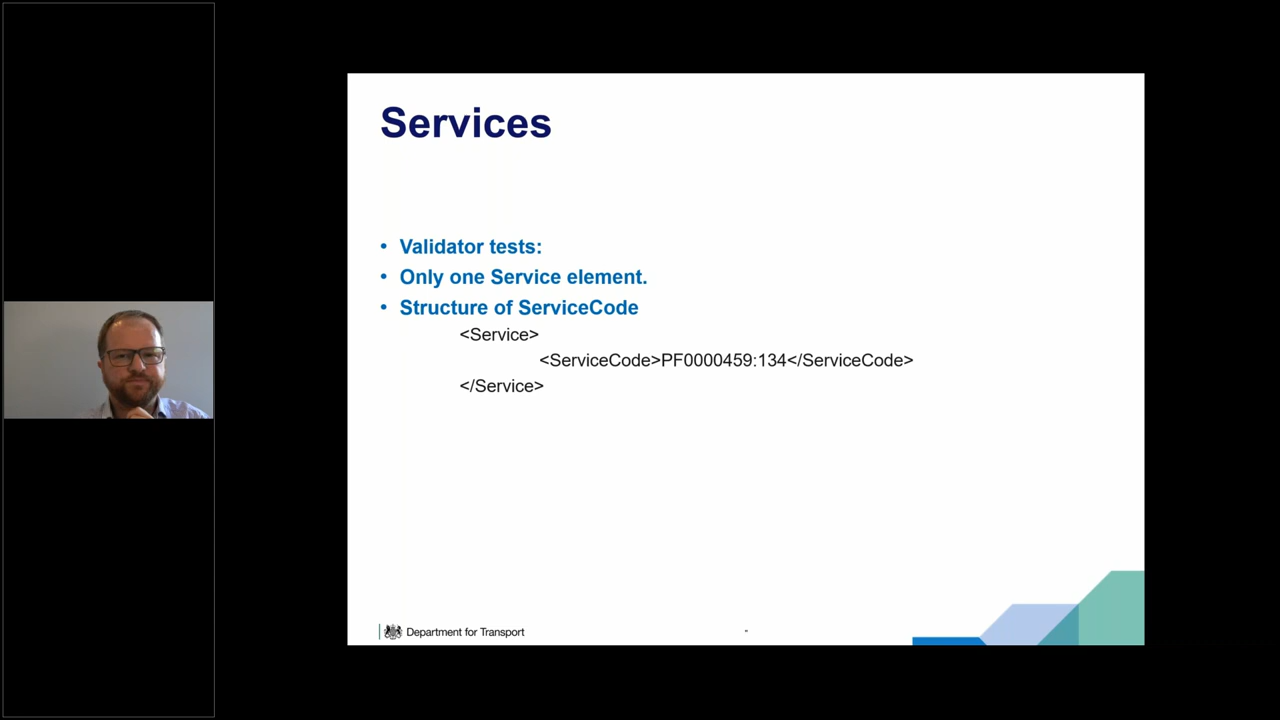 Services
• Validator tests:
• Only one Service element.
• Structure of ServiceCode
<Service>
<ServiceCode>PF0000459:134</ServiceCode>
</Service>
Department for Transport